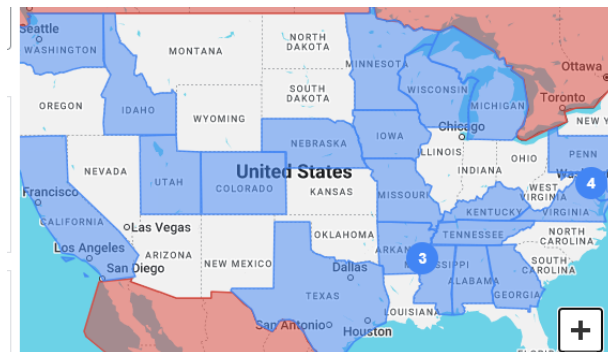 Seattle
WASHINGTON
MONTANA
NORTH
DAKOTA
MINNESOTA
Ottawa
OREGON
IDAHO
SOUTH
DAKOTA
WISCONSIN
MICHIGAN
Toronto
WYOMING
Chicago
NEW Y
NEVADA
UTAH
COLORADO
NEBRASKA
IOWA
ILLINOIS
INDIANA
OHIO
PENN
United States
KANSAS
MISSOURI
WEST
VIRGINIA
4
Francisco
CALIFORNIA
Las Vegas
KENTUCKY
VIRGINIA
Los Angeles
San Diego
ARIZONA
NEW MEXICO
OKLAHOMA
ARKAN
3
TENNESSEE
NORTH
CAROLINA
SOUTH
CAROLINA
Dallas
TEXAS
SIPPI
ALABAMA
GEORGIA
San Antonio
Houston
LOUISIANA
+